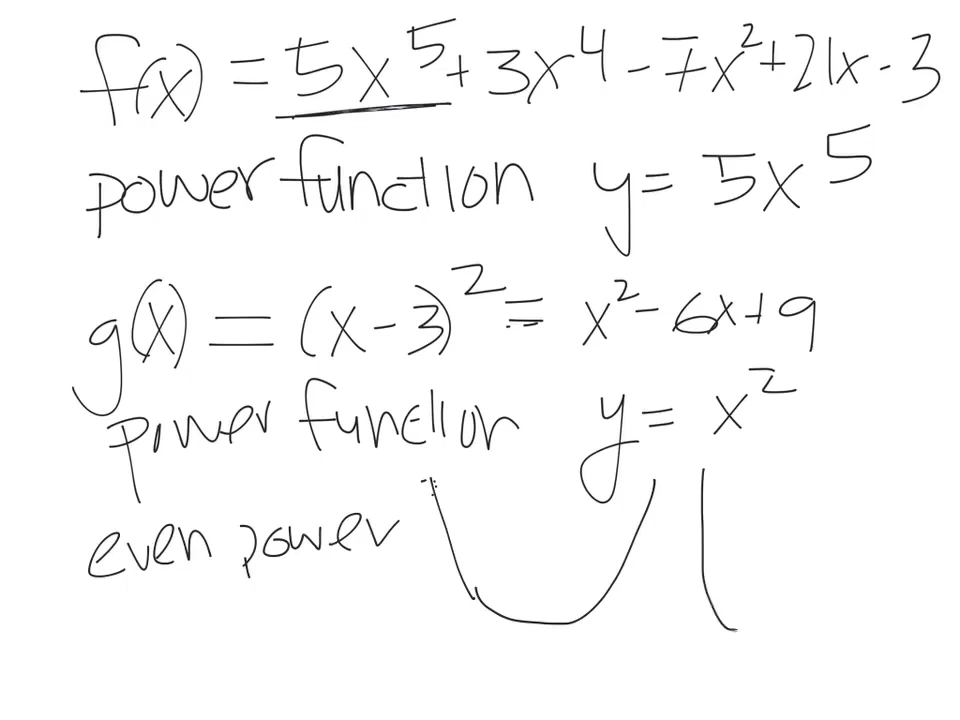 f(x) = 5x^5 + 3x^4 - 7x^2 + 21x - 3
power function y = 5x^5
g(x) = (x-3)^2 = x^2 - 6x + 9
power function y = x^2
even power